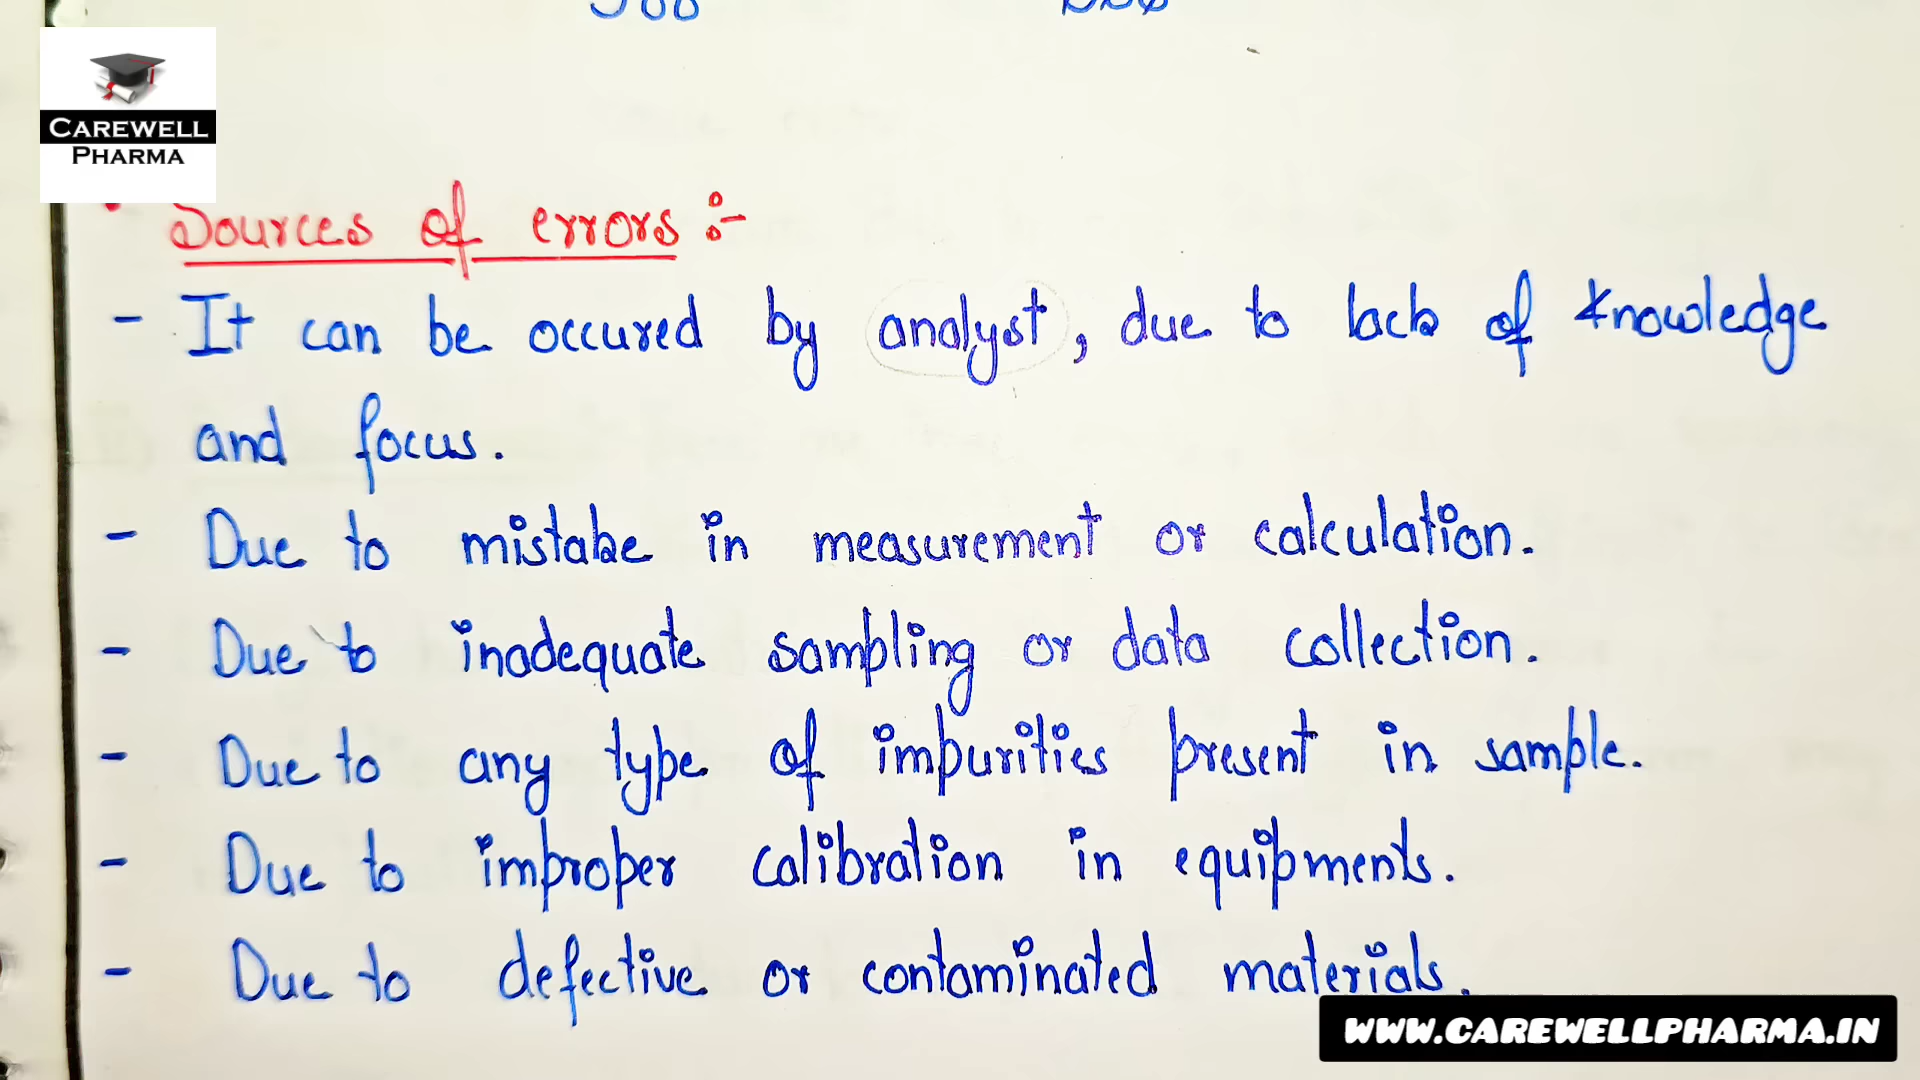 CAREWELL
PHARMA
• Sources of errors :-
- It can be occured by analyst, due to lack of knowledge
and focus.
- Due to mistake in measurement or calculation.
- Due to inadequate sampling or data collection.
- Due to any type of impurities present in sample.
- Due to improper calibration in equipments.
- Due to defective or contaminated materials.
WWW.CAREWELLPHARMA.IN